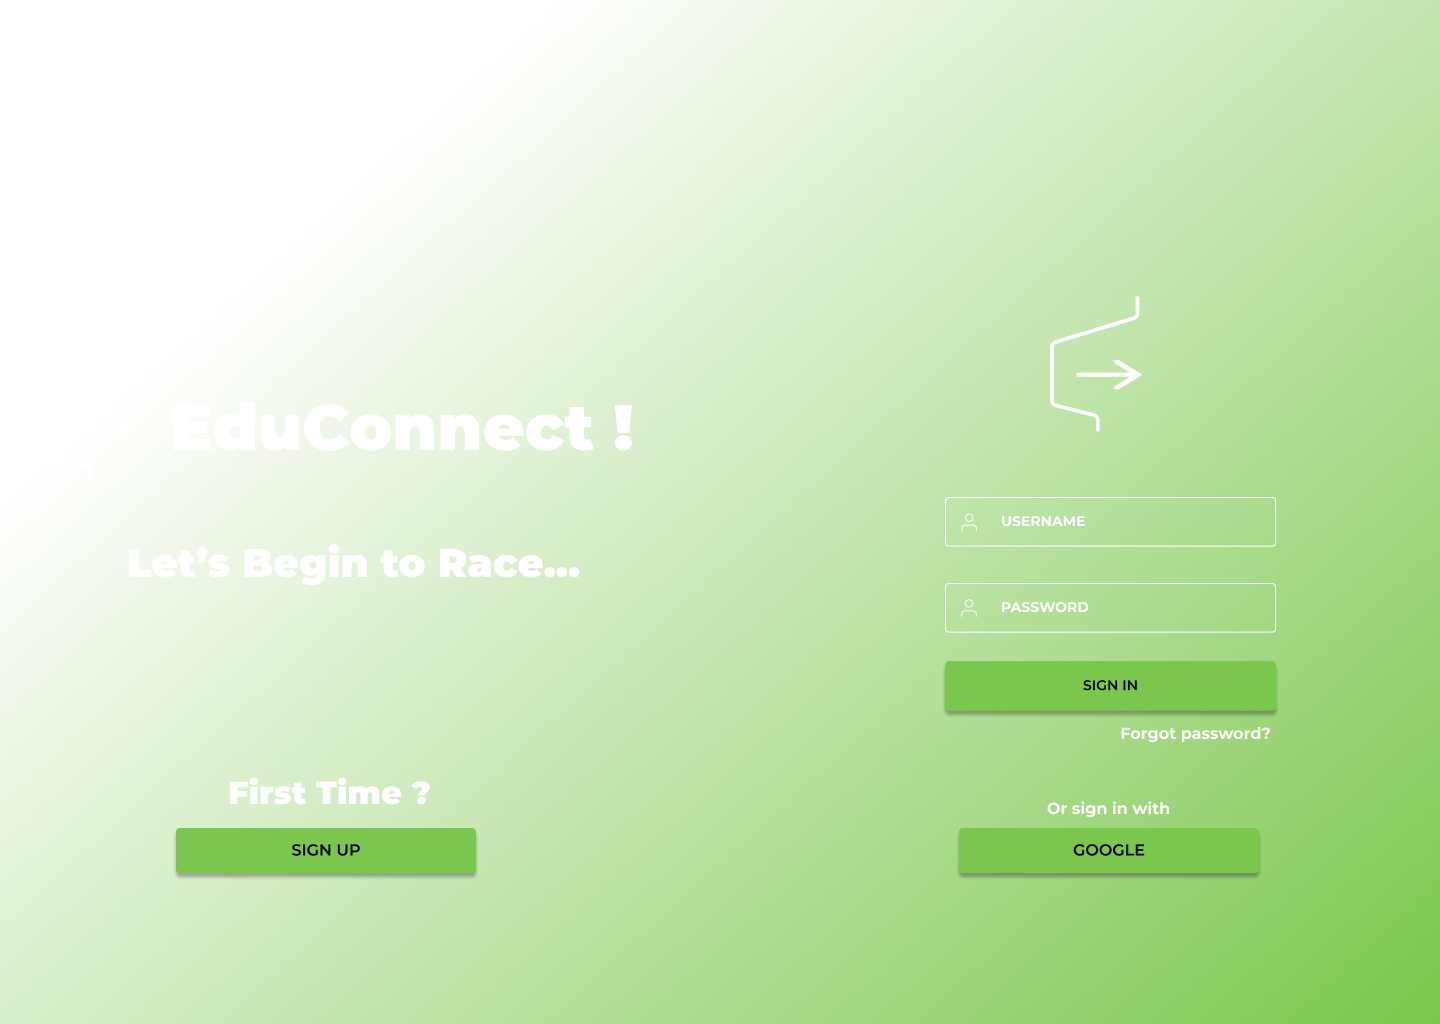 EduConnect !
Let’s Begin to Race...
First Time ?
SIGN UP
USERNAME
PASSWORD
SIGN IN
Forgot password?
Or sign in with
GOOGLE